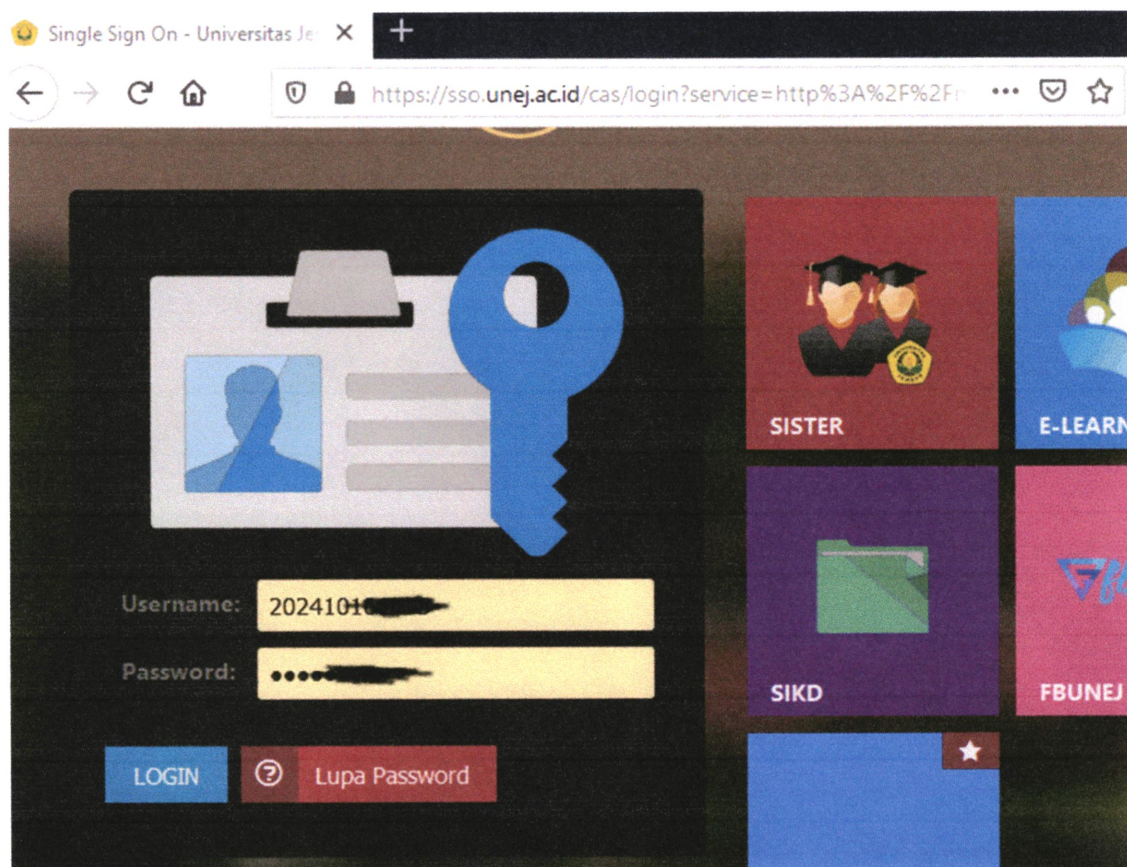 Single Sign On - Universitas Je
https://sso.unej.ac.id/cas/login?service=http%3A%2F%2F
SISTER
E-LEARN
Username:
Password:
SIKD
FBUNEJ
LOGIN
Lupa Password